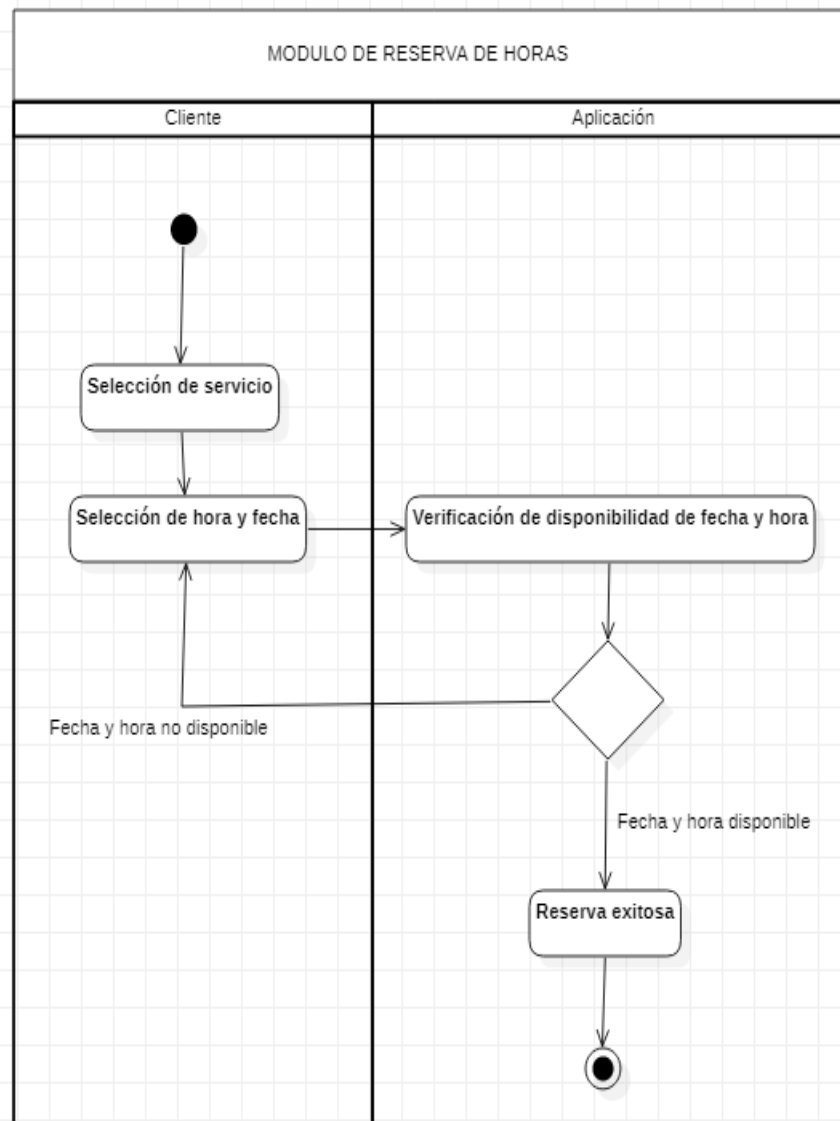 MODULO DE RESERVA DE HORAS
Cliente
Aplicación
Selección de servicio
Selección de hora y fecha
Verificación de disponibilidad de fecha y hora
Fecha y hora no disponible
Fecha y hora disponible
Reserva exitosa